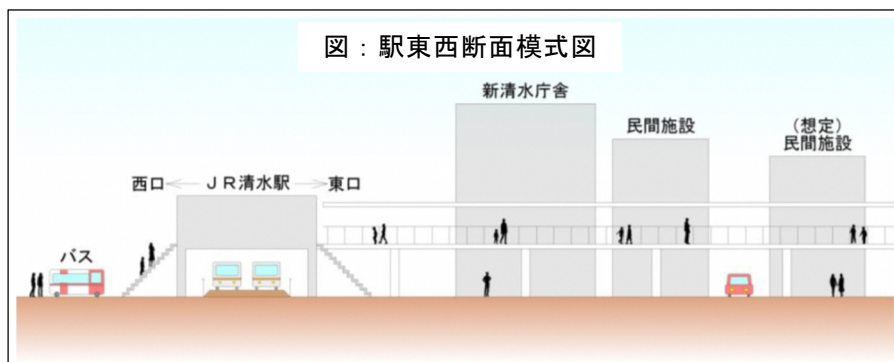 図：駅東西断面模式図
新清水庁舎
民間施設
（想定）
民間施設
西口←ＪＲ清水駅→東口
バス